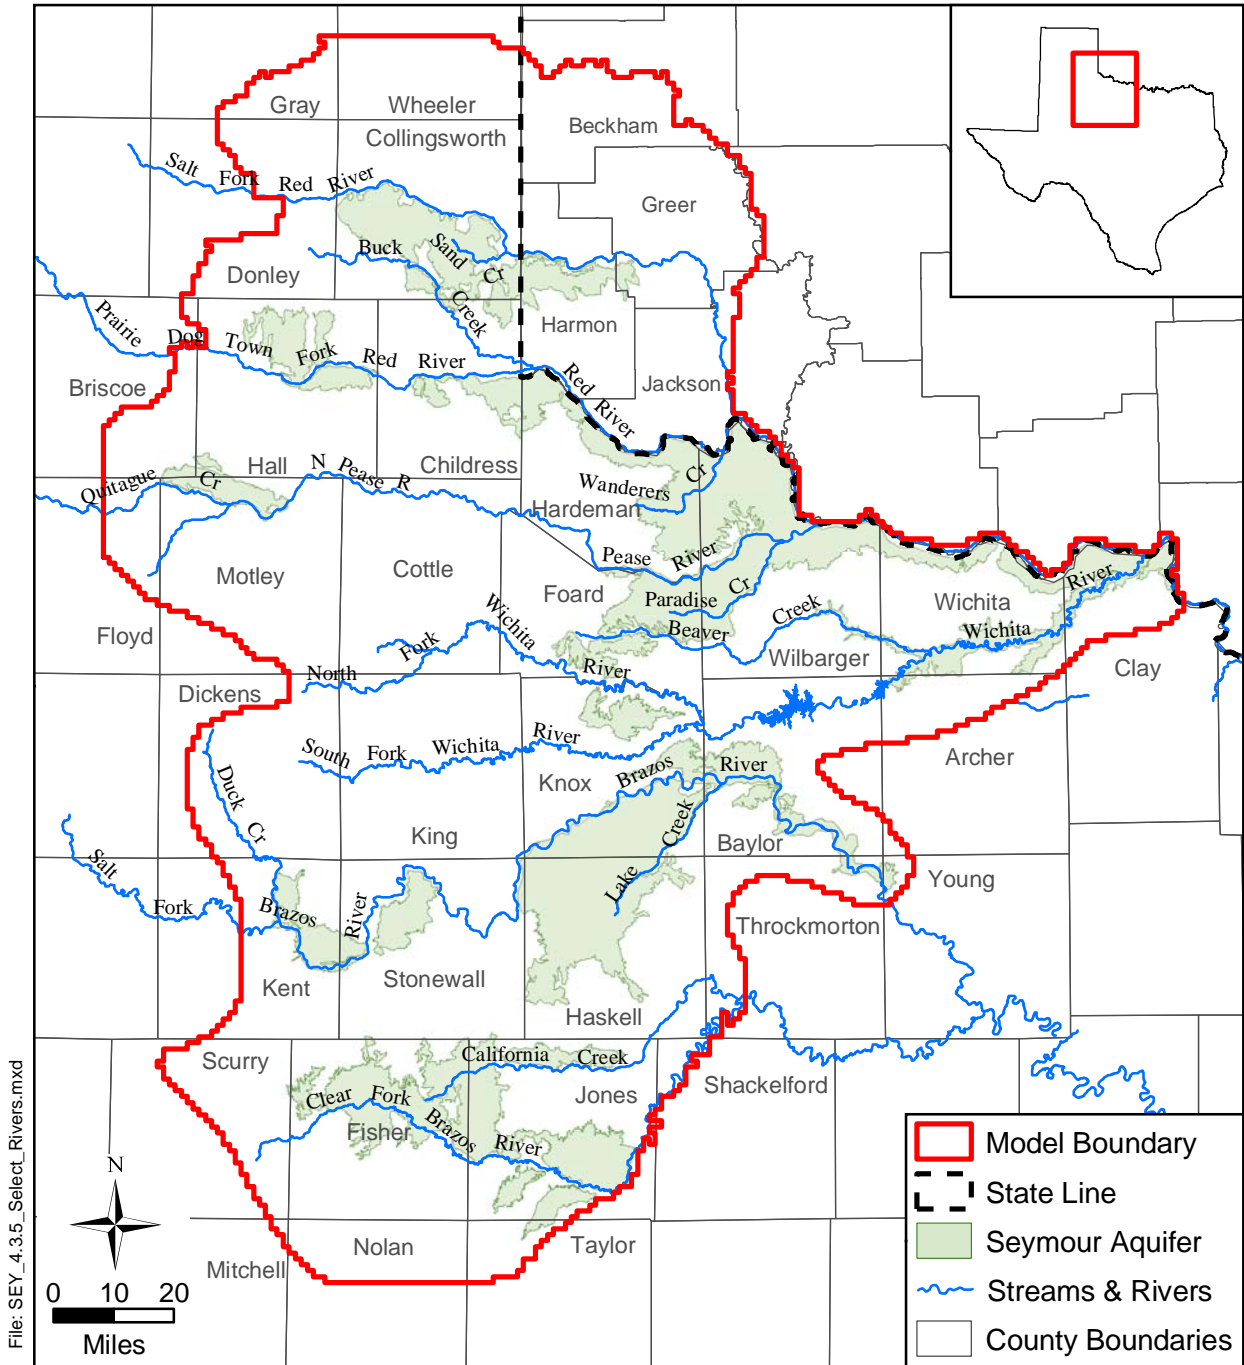 Gray
Wheeler
Collingsworth
Beckham
Salt Fork Red River
Greer
Buck Creek
Sand Cr
Donley
Harmon
Prairie Dog Town Fork Red River
Red River
Jackson
Briscoe
Hall
Childress
N Pease R
Quitague Cr
Wanderers Cr
Hardeman
Pease River
Motley
Cottle
Foard
Paradise Cr
Wichita
River
Floyd
North Fork Wichita River
Beaver Creek
Wichita
Wilbarger
Clay
Dickens
South Fork Wichita River
Archer
Knox
Brazos River
Duck Cr
King
Lake Creek
Baylor
Young
Salt Fork Brazos River
Throckmorton
Kent
Stonewall
Haskell
Scurry
California Creek
Jones
Shackelford
Clear Fork Brazos River
Fisher
Nolan
Taylor
Mitchell
N
0 10 20
Miles
File: SEY_4.3.5_Select_Rivers.mxd
Model Boundary
State Line
Seymour Aquifer
Streams & Rivers
County Boundaries